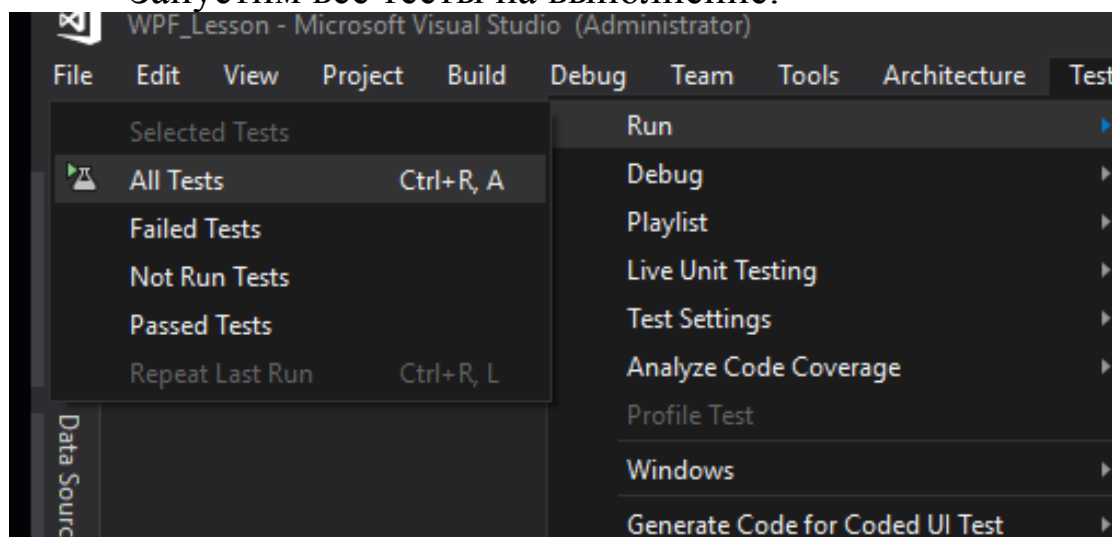 Запустим все тесты на выполнение:
WPF_Lesson - Microsoft Visual Studio (Administrator)
File Edit View Project Build Debug Team Tools Architecture Test
Selected Tests
All Tests Ctrl+R, A
Failed Tests
Not Run Tests
Passed Tests
Repeat Last Run Ctrl+R, L
Run
Debug
Playlist
Live Unit Testing
Test Settings
Analyze Code Coverage
Profile Test
Windows
Generate Code for Coded UI Test
Data Sourc